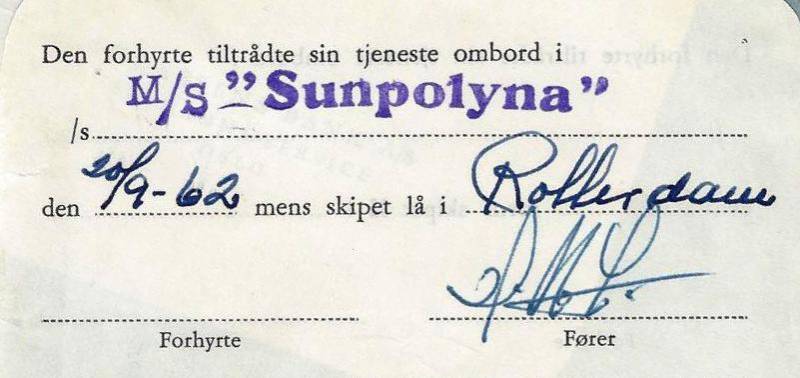 Den forhyrte tiltrådte sin tjeneste ombord i
M/S "Sunpolyna"
/s
den 20/9-62 mens skipet lå i Rotterdam
Forhyrte Fører